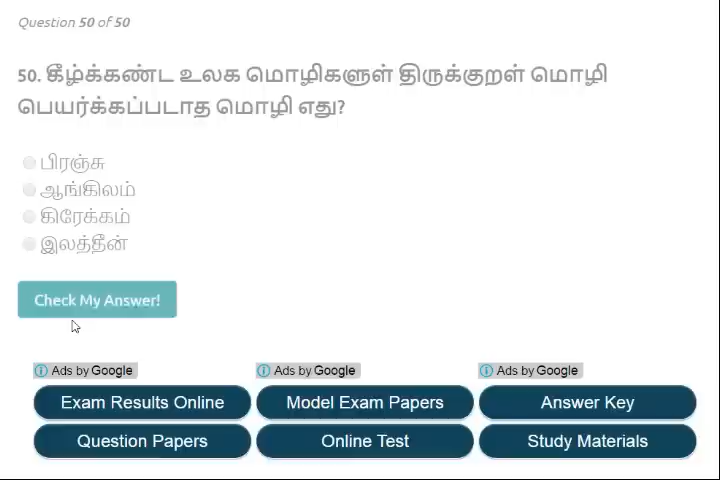 Question 50 of 50
50. கீழ்க்கண்ட உலக மொழிகளுள் திருக்குறள் மொழி
பெயர்க்கப்படாத மொழி எது?
பிரஞ்சு
ஆங்கிலம்
கிரேக்கம்
இலத்தீன்
Check My Answer!
Ads by Google Ads by Google Ads by Google
Exam Results Online Model Exam Papers Answer Key
Question Papers Online Test Study Materials